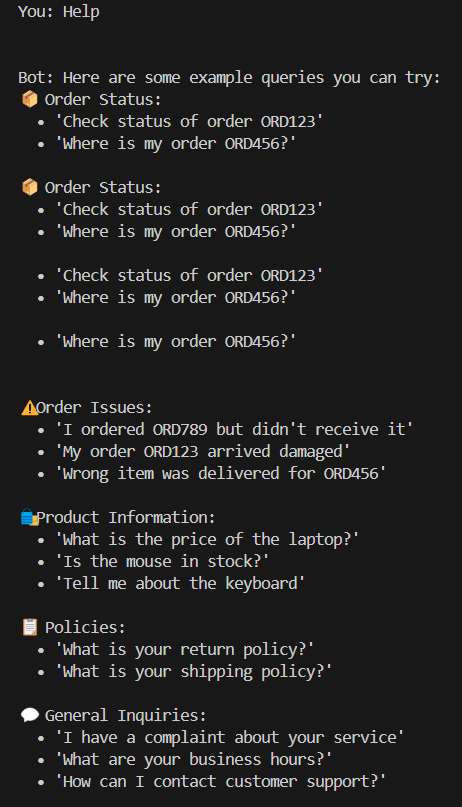 You: Help
Bot: Here are some example queries you can try:
📦 Order Status:
• 'Check status of order ORD123'
• 'Where is my order ORD456?'
📦 Order Status:
• 'Check status of order ORD123'
• 'Where is my order ORD456?'
• 'Check status of order ORD123'
• 'Where is my order ORD456?'
• 'Where is my order ORD456?'
⚠️Order Issues:
• 'I ordered ORD789 but didn't receive it'
• 'My order ORD123 arrived damaged'
• 'Wrong item was delivered for ORD456'
🛍️Product Information:
• 'What is the price of the laptop?'
• 'Is the mouse in stock?'
• 'Tell me about the keyboard'
📋 Policies:
• 'What is your return policy?'
• 'What is your shipping policy?'
💬 General Inquiries:
• 'I have a complaint about your service'
• 'What are your business hours?'
• 'How can I contact customer support?'